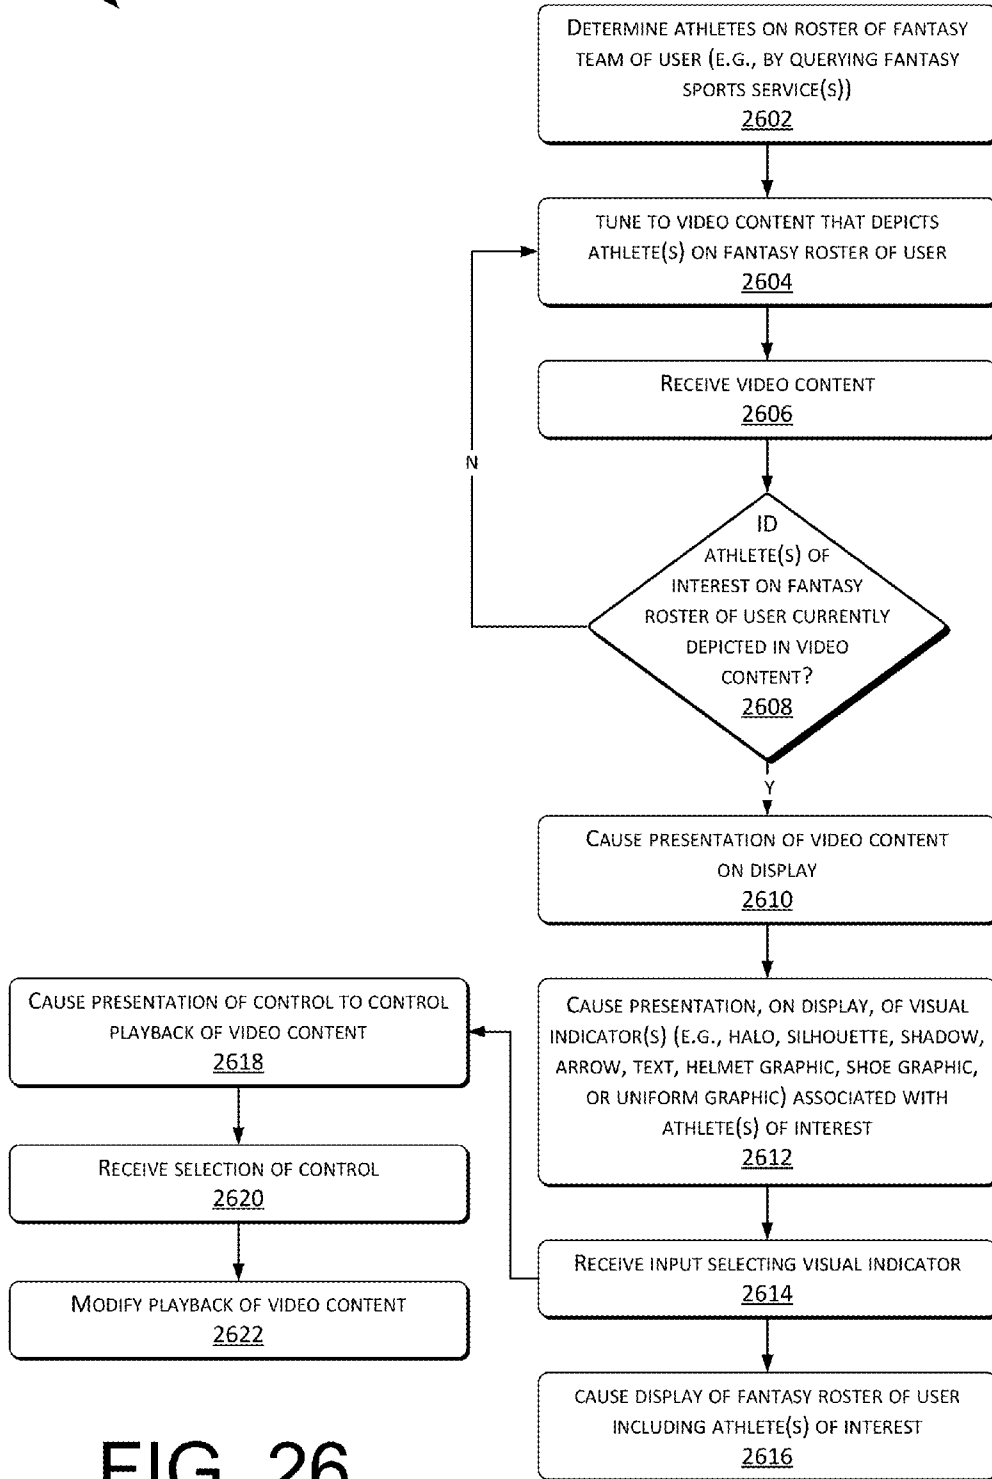 DETERMINE ATHLETES ON ROSTER OF FANTASY
TEAM OF USER (E.G., BY QUERYING FANTASY
SPORTS SERVICE(S))
2602
TUNE TO VIDEO CONTENT THAT DEPICTS
ATHLETE(S) ON FANTASY ROSTER OF USER
2604
RECEIVE VIDEO CONTENT
2606
N
ID
ATHLETE(S) OF
INTEREST ON FANTASY
ROSTER OF USER CURRENTLY
DEPICTED IN VIDEO
CONTENT?
2608
Y
CAUSE PRESENTATION OF VIDEO CONTENT
ON DISPLAY
2610
CAUSE PRESENTATION, ON DISPLAY, OF VISUAL
INDICATOR(S) (E.G., HALO, SILHOUETTE, SHADOW,
ARROW, TEXT, HELMET GRAPHIC, SHOE GRAPHIC,
OR UNIFORM GRAPHIC) ASSOCIATED WITH
ATHLETE(S) OF INTEREST
2612
RECEIVE INPUT SELECTING VISUAL INDICATOR
2614
CAUSE DISPLAY OF FANTASY ROSTER OF USER
INCLUDING ATHLETE(S) OF INTEREST
2616
CAUSE PRESENTATION OF CONTROL TO CONTROL
PLAYBACK OF VIDEO CONTENT
2618
RECEIVE SELECTION OF CONTROL
2620
MODIFY PLAYBACK OF VIDEO CONTENT
2622
FIG. 26